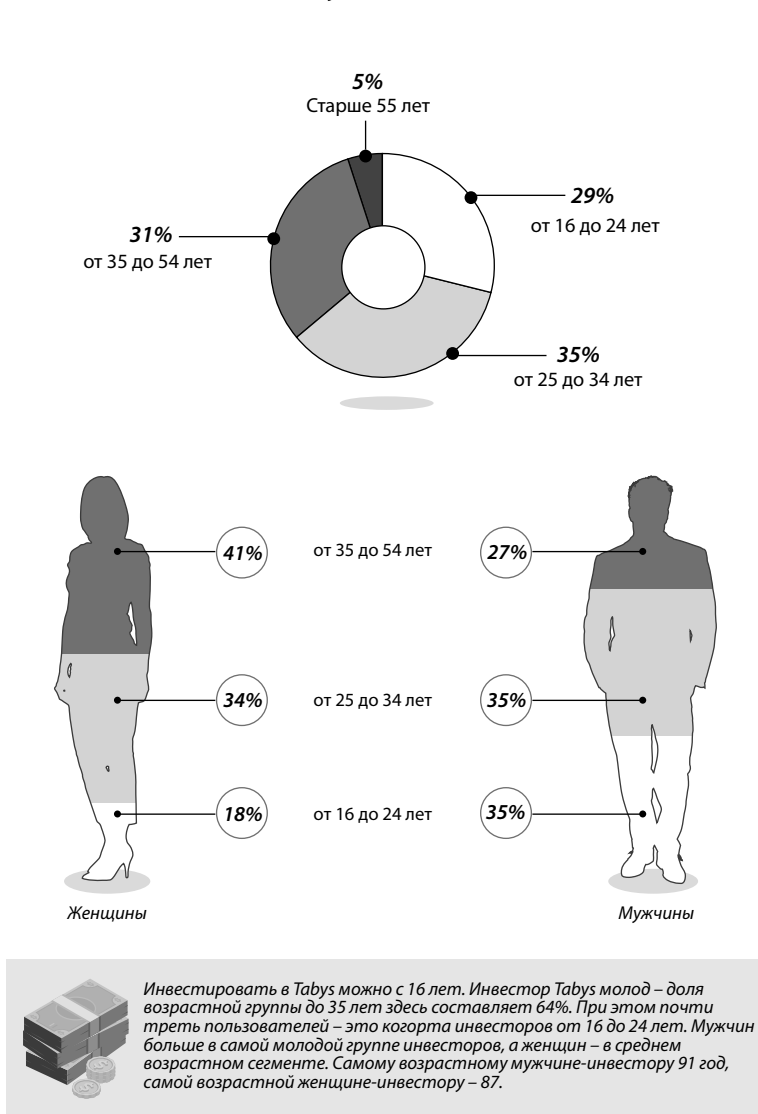 5%
Старше 55 лет
29%
от 16 до 24 лет
31%
от 35 до 54 лет
35%
от 25 до 34 лет
41% от 35 до 54 лет 27%
34% от 25 до 34 лет 35%
18% от 16 до 24 лет 35%
Женщины Мужчины
Инвестировать в Tabys можно с 16 лет. Инвестор Tabys молод – доля
возрастной группы до 35 лет здесь составляет 64%. При этом почти
треть пользователей – это когорта инвесторов от 16 до 24 лет. Мужчин
больше в самой молодой группе инвесторов, а женщин – в среднем
возрастном сегменте. Самому возрастному мужчине-инвестору 91 год,
самой возрастной женщине-инвестору – 87.